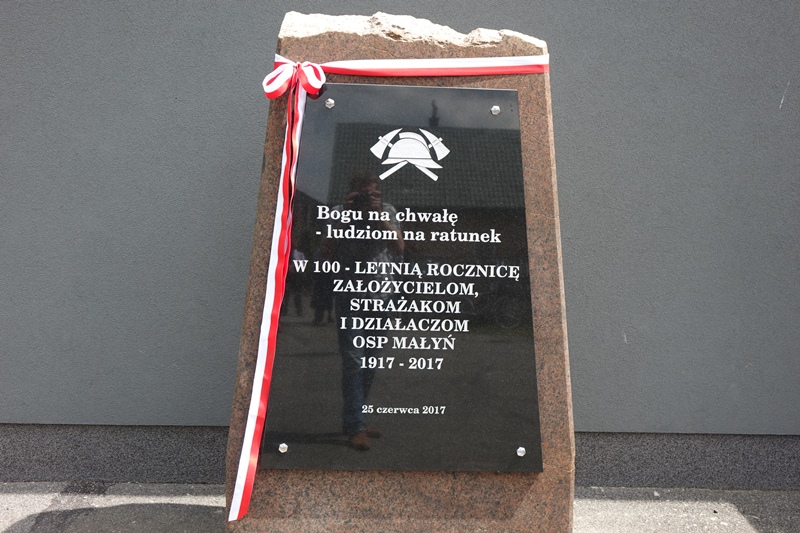 Bogu na chwałę
- ludziom na ratunek
W 100 - LETNIĄ ROCZNICĘ
ZAŁOŻYCIELOM,
STRAŻAKOM
I DZIAŁACZOM
OSP MAŁYŃ
1917 - 2017
25 czerwca 2017